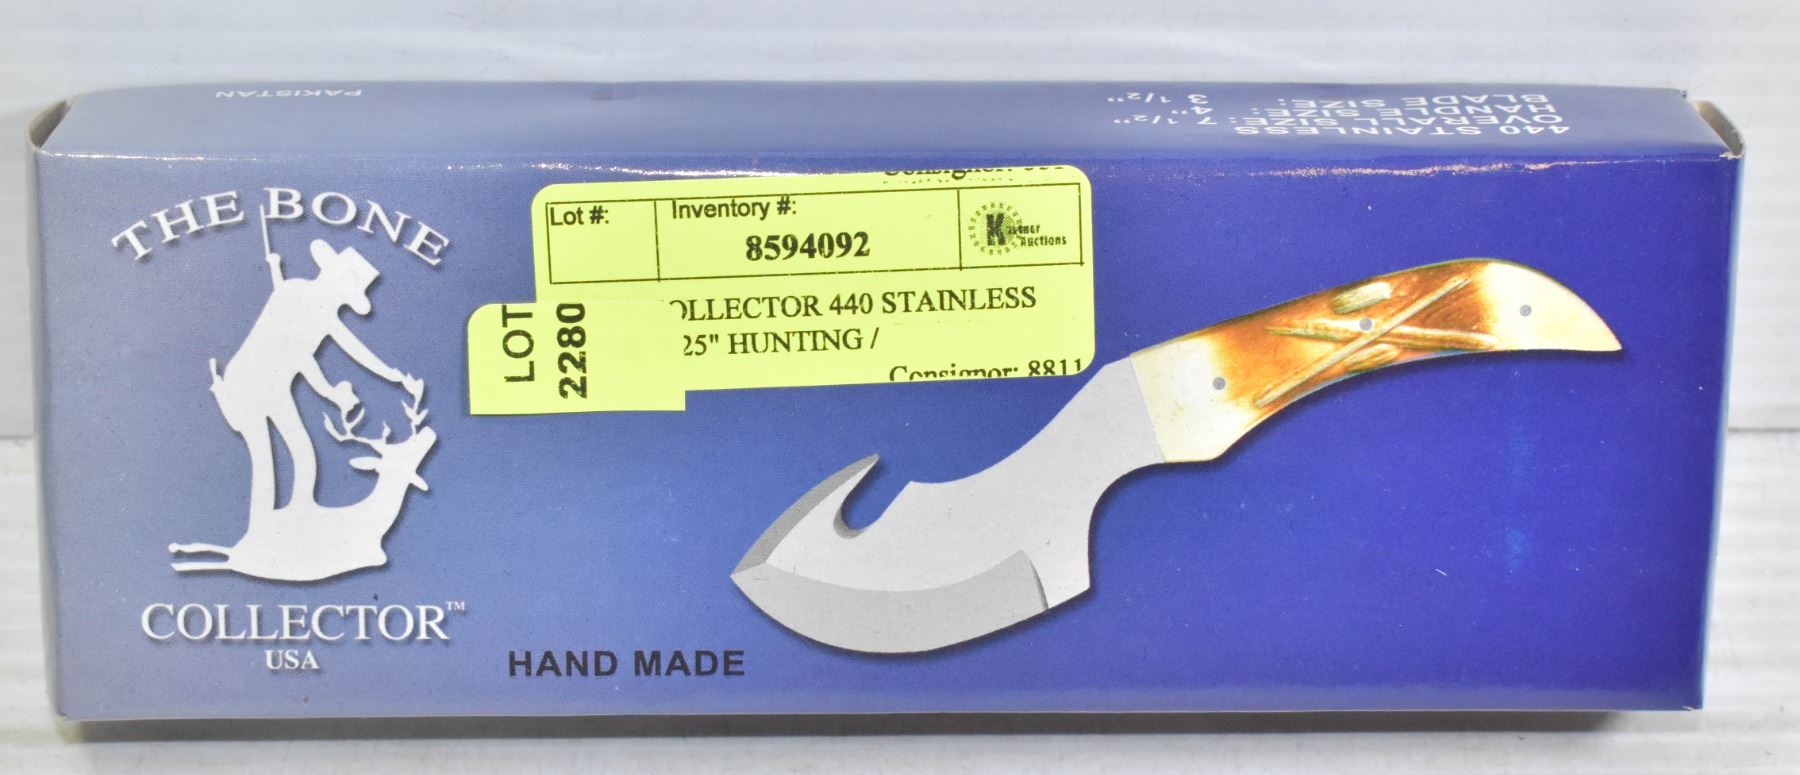 PAKISTAN
440 STAINLESS
OVERALL SIZE: 7 1/2"
HANDLE SIZE: 4"
BLADE SIZE: 3 1/2"
THE BONE
COLLECTOR™
USA
HAND MADE
Lot #:
Inventory #:
8594092
Auctions
OLLECTOR 440 STAINLESS
25" HUNTING /
Consignor: 8811
LOT
2280